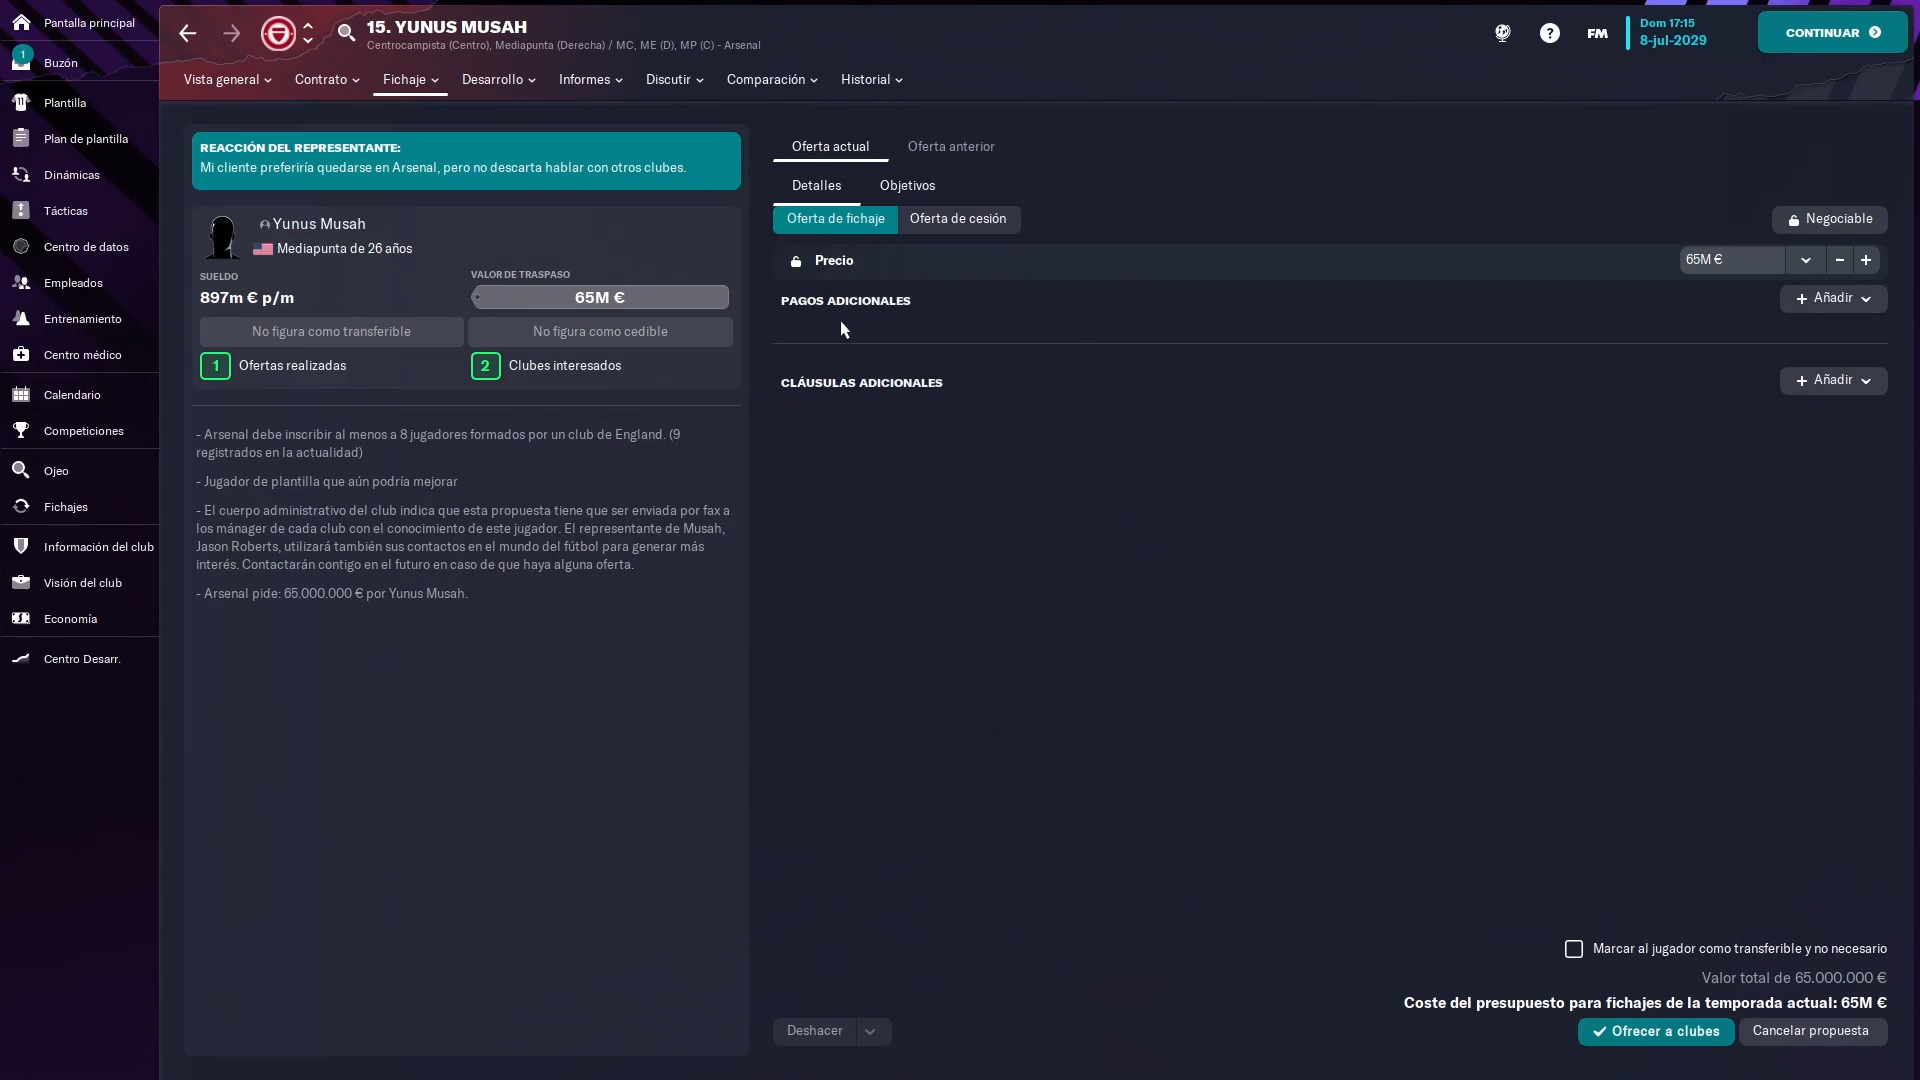 Pantalla principal
1
Buzón
Plantilla
Plan de plantilla
Dinámicas
Tácticas
Centro de datos
Empleados
Entrenamiento
Centro médico
Calendario
Competiciones
Ojeo
Fichajes
Información del club
Visión del club
Economía
Centro Desarr.
15. YUNUS MUSAH
Centrocampista (Centro), Mediapunta (Derecha) / MC, ME (D), MP (C) - Arsenal
?
FM
Dom 17:15
8-jul-2029
CONTINUAR
Vista general
Contrato
Fichaje
Desarrollo
Informes
Discutir
Comparación
Historial
REACCIÓN DEL REPRESENTANTE:
Mi cliente preferiría quedarse en Arsenal, pero no descarta hablar con otros clubes.
Yunus Musah
Mediapunta de 26 años
SUELDO
897m € p/m
VALOR DE TRASPASO
65M €
No figura como transferible
No figura como cedible
1 Ofertas realizadas
2 Clubes interesados
- Arsenal debe inscribir al menos a 8 jugadores formados por un club de England. (9
registrados en la actualidad)
- Jugador de plantilla que aún podría mejorar
- El cuerpo administrativo del club indica que esta propuesta tiene que ser enviada por fax a
los mánager de cada club con el conocimiento de este jugador. El representante de Musah,
Jason Roberts, utilizará también sus contactos en el mundo del fútbol para generar más
interés. Contactarán contigo en el futuro en caso de que haya alguna oferta.
- Arsenal pide: 65.000.000 € por Yunus Musah.
Oferta actual
Oferta anterior
Detalles
Objetivos
Oferta de fichaje
Oferta de cesión
Negociable
Precio
65M €
PAGOS ADICIONALES
Añadir
CLÁUSULAS ADICIONALES
Añadir
Marcar al jugador como transferible y no necesario
Valor total de 65.000.000 €
Coste del presupuesto para fichajes de la temporada actual: 65M €
Deshacer
Ofrecer a clubes
Cancelar propuesta